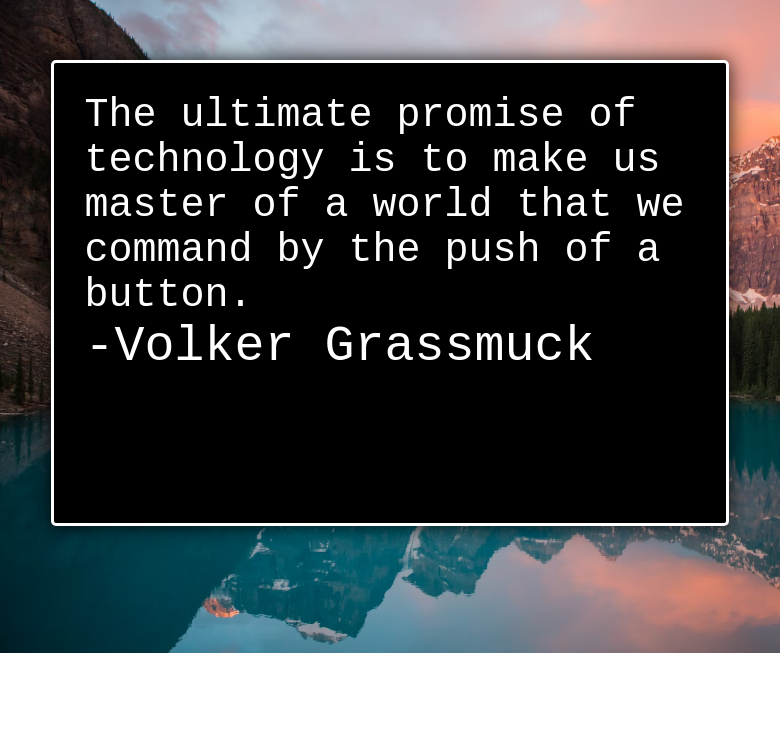 The ultimate promise of
technology is to make us
master of a world that we
command by the push of a
button.
-Volker Grassmuck